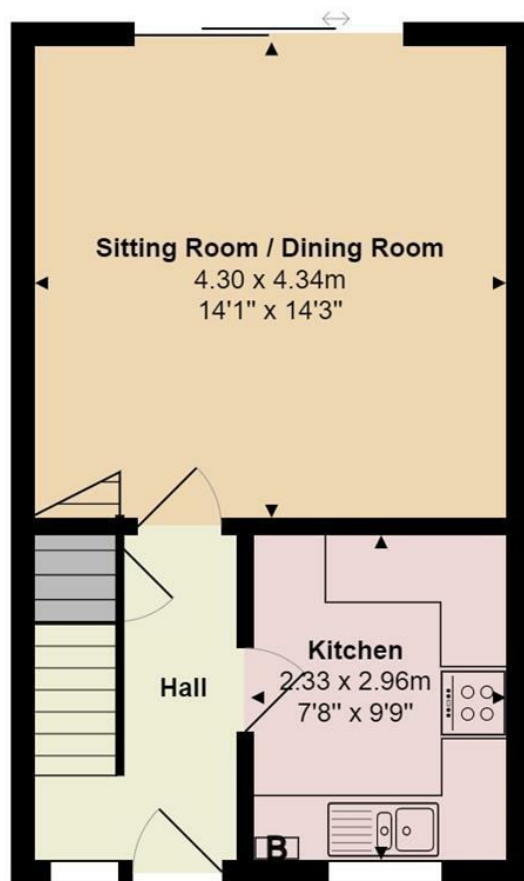 Sitting Room / Dining Room
4.30 x 4.34m
14'1" x 14'3"
Hall
Kitchen
2.33 x 2.96m
7'8" x 9'9"
B